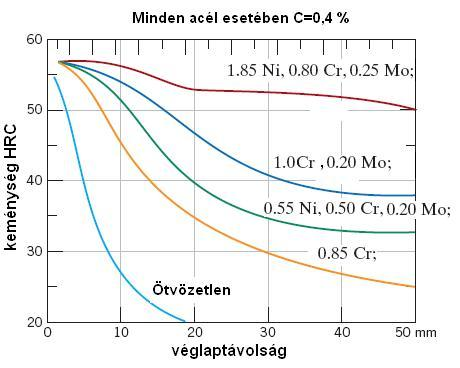 Minden acél esetében C=0,4 %
60
50
40
30
20
keménység HRC
1.85 Ni, 0.80 Cr, 0.25 Mo;
1.0Cr , 0.20 Mo;
0.55 Ni, 0.50 Cr, 0.20 Mo;
0.85 Cr;
Ötvözetlen
0 10 20 30 40 50 mm
véglaptávolság